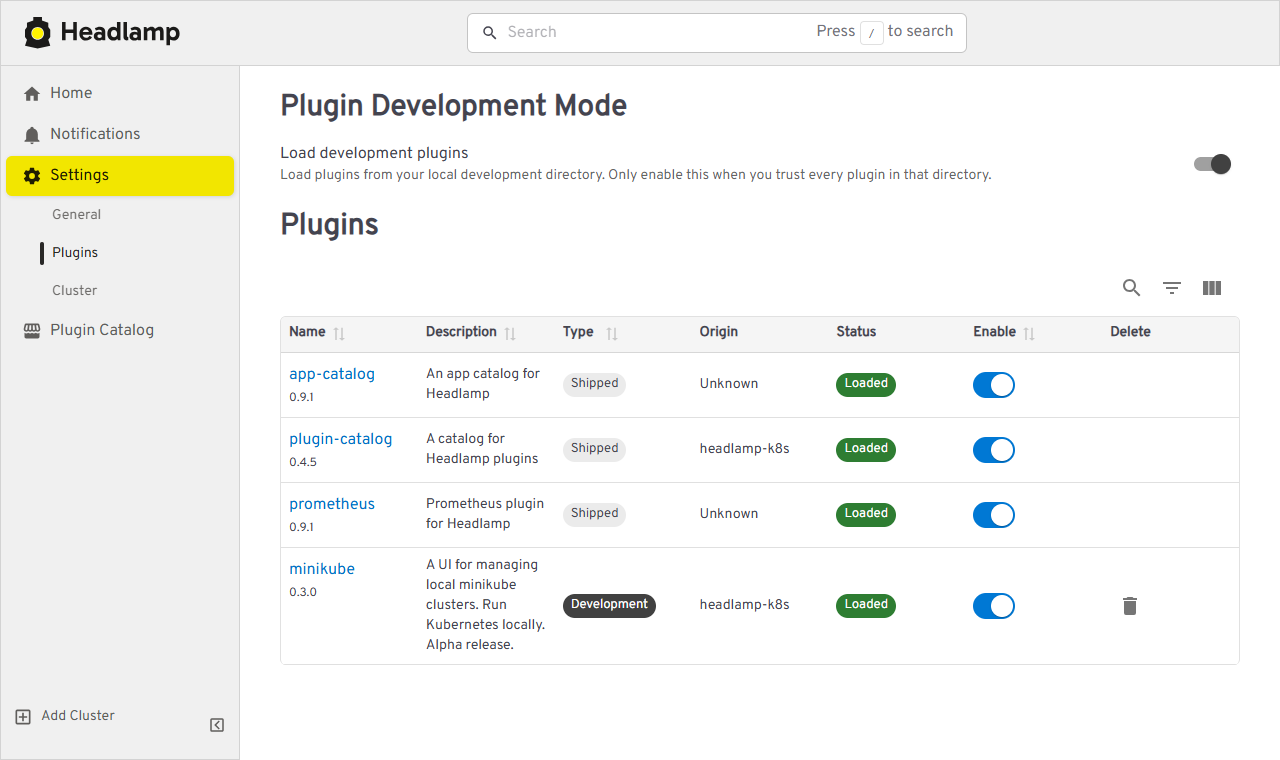 Headlamp
Search
Press / to search
Home
Notifications
Settings
General
Plugins
Cluster
Plugin Catalog
Add Cluster
Plugin Development Mode
Load development plugins
Load plugins from your local development directory. Only enable this when you trust every plugin in that directory.
Plugins
Name Description Type Origin Status Enable Delete
app-catalog
0.9.1
An app catalog for
Headlamp
Shipped
Unknown
Loaded
plugin-catalog
0.4.5
A catalog for
Headlamp plugins
Shipped
headlamp-k8s
Loaded
prometheus
0.9.1
Prometheus plugin
for Headlamp
Shipped
Unknown
Loaded
minikube
0.3.0
A UI for managing
local minikube
clusters. Run
Kubernetes locally.
Alpha release.
Development
headlamp-k8s
Loaded